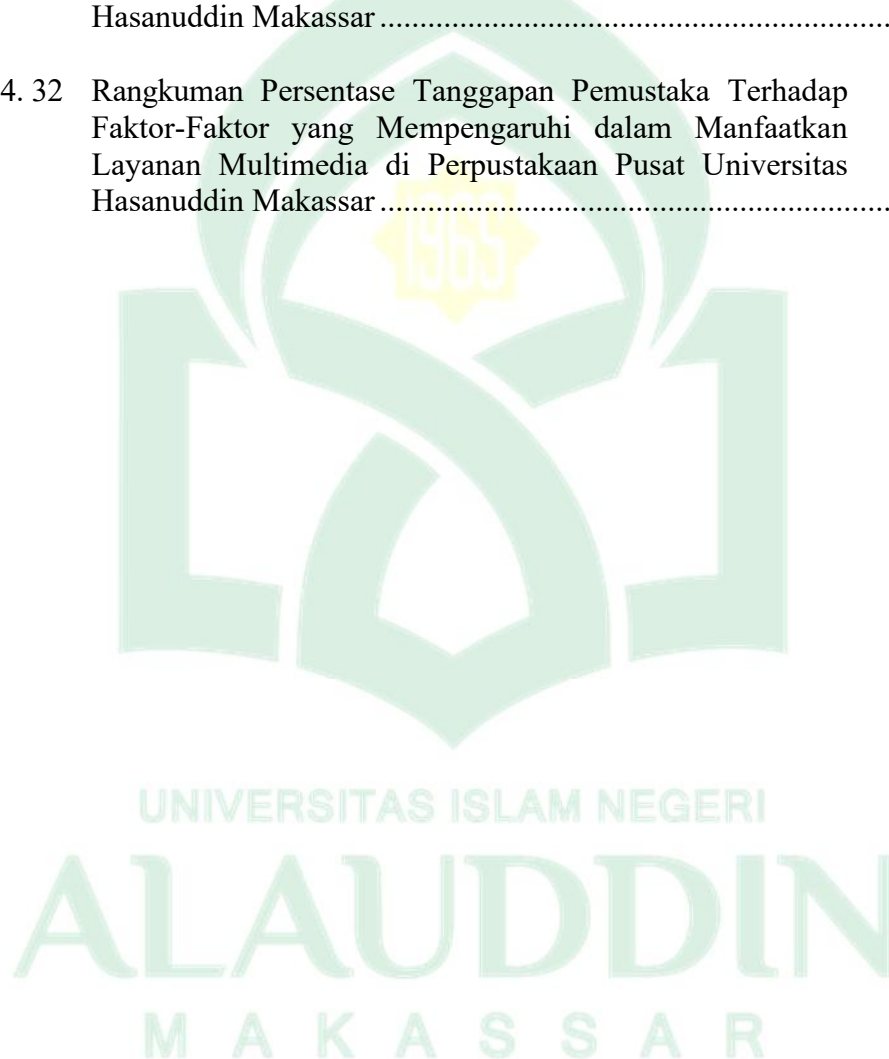 Hasanuddin Makassar ......................................................
4. 32 Rangkuman Persentase Tanggapan Pemustaka Terhadap
Faktor-Faktor yang Mempengaruhi dalam Manfaatkan
Layanan Multimedia di Perpustakaan Pusat Universitas
Hasanuddin Makassar ......................................................
1965
UNIVERSITAS ISLAM NEGERI
ALAUDDIN
MAKASSAR